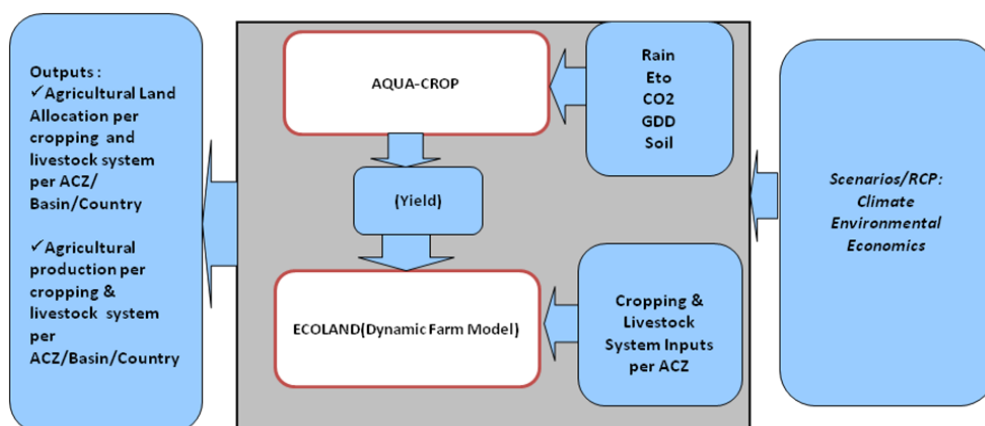 Outputs :
✓Agricultural Land
Allocation per
cropping and
livestock system
per ACZ/
Basin/Country
✓Agricultural
production per
cropping &
livestock system
per
ACZ/Basin/Country
AQUA-CROP
(Yield)
ECOLAND(Dynamic Farm Model)
Rain
Eto
CO2
GDD
Soil
Cropping &
Livestock
System Inputs
per ACZ
Scenarios/RCP:
Climate
Environmental
Economics